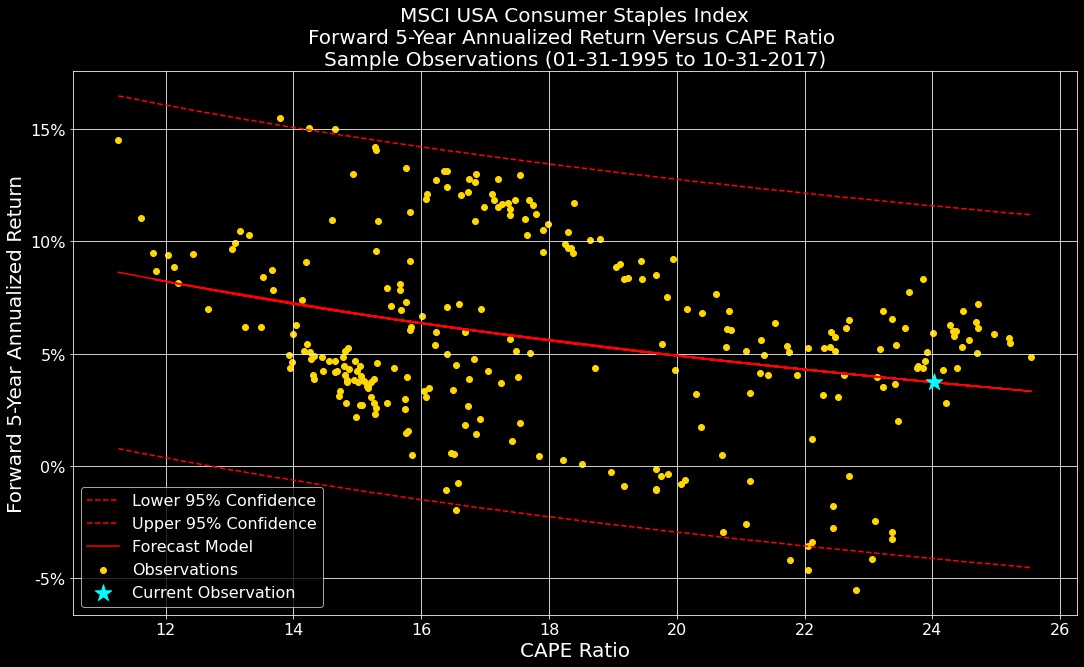 MSCI USA Consumer Staples Index
Forward 5-Year Annualized Return Versus CAPE Ratio
Sample Observations (01-31-1995 to 10-31-2017)
Forward 5-Year Annualized Return
15%
10%
5%
0%
-5%
Lower 95% Confidence
Upper 95% Confidence
Forecast Model
Observations
Current Observation
12 14 16 18 20 22 24 26
CAPE Ratio